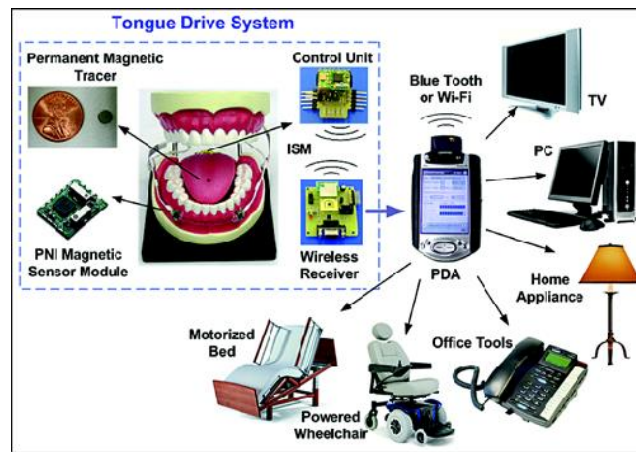 Tongue Drive System
Permanent Magnetic
Tracer
Control Unit
ISM
PNI Magnetic
Sensor Module
Wireless
Receiver
Blue Tooth
or Wi-Fi
PDA
TV
PC
Home
Appliance
Office Tools
Powered
Wheelchair
Motorized
Bed